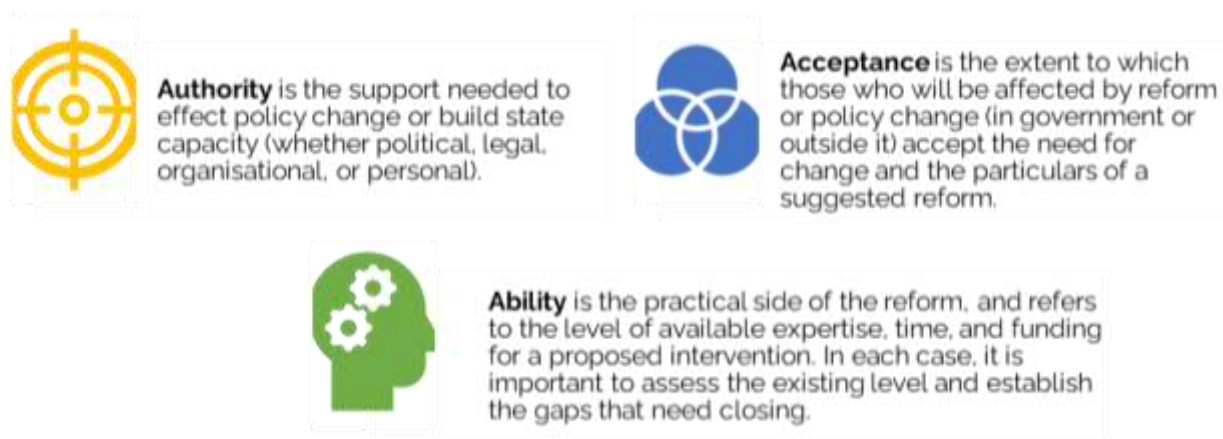 Authority is the support needed to
effect policy change or build state
capacity (whether political, legal,
organisational, or personal).
Acceptance is the extent to which
those who will be affected by reform
or policy change (in government or
outside it) accept the need for
change and the particulars of a
suggested reform.
Ability is the practical side of the reform, and refers
to the level of available expertise, time, and funding
for a proposed intervention. In each case, it is
important to assess the existing level and establish
the gaps that need closing.